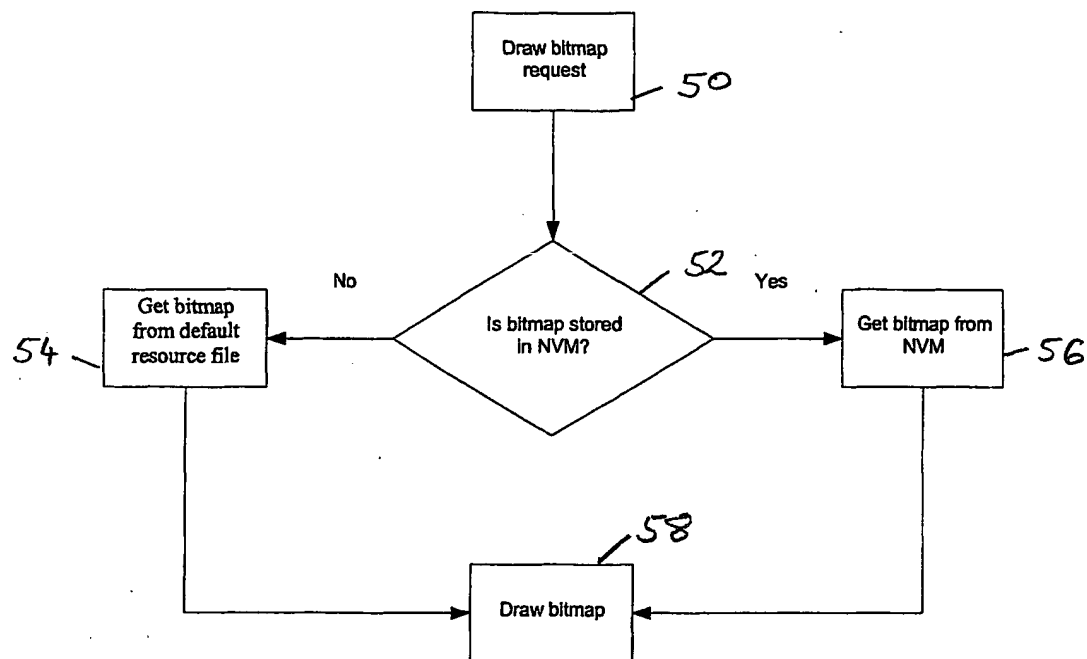 Draw bitmap
request
50
52
No
Yes
Get bitmap
from default
resource file
54
Is bitmap stored
in NVM?
Get bitmap from
NVM
56
58
Draw bitmap